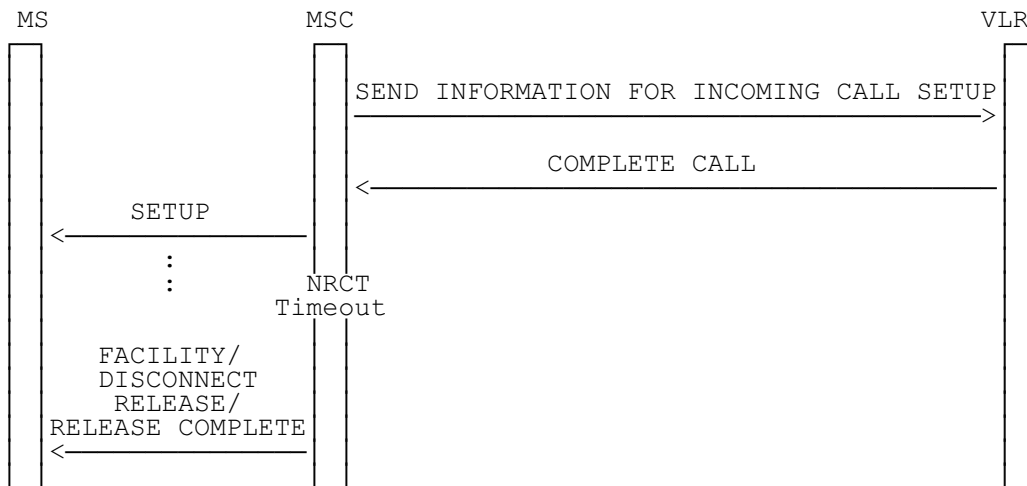 MS MSC VLR
SEND INFORMATION FOR INCOMING CALL SETUP
COMPLETE CALL
SETUP
:
:
NRCT
Timeout
FACILITY/
DISCONNECT
RELEASE/
RELEASE COMPLETE